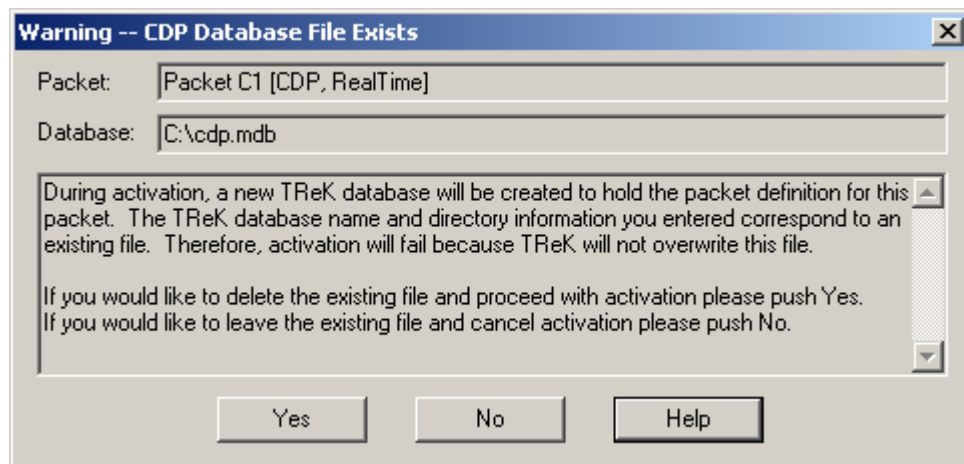 Warning -- CDP Database File Exists
Packet: Packet C1 [CDP, RealTime]
Database: C:\cdp.mdb
During activation, a new TReK database will be created to hold the packet definition for this
packet.  The TReK database name and directory information you entered correspond to an
existing file.  Therefore, activation will fail because TReK will not overwrite this file.
If you would like to delete the existing file and proceed with activation please push Yes.
If you would like to leave the existing file and cancel activation please push No.
Yes No Help